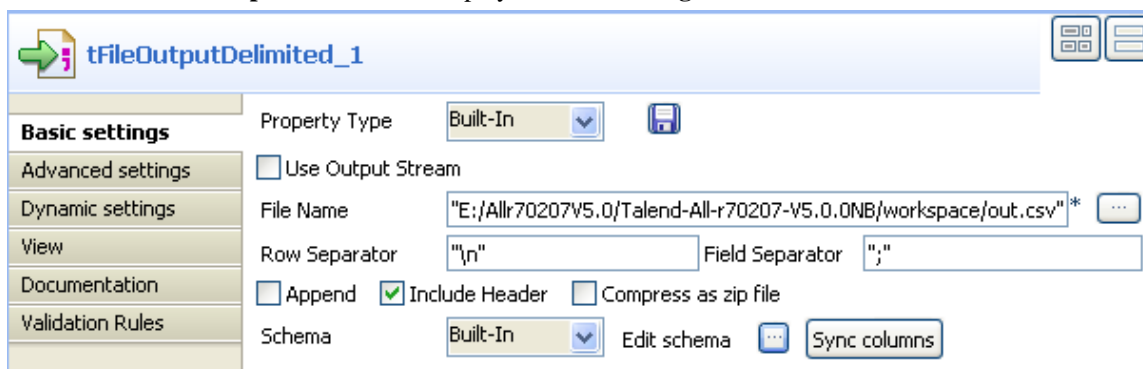 tFileOutputDelimited_1
Basic settings
Property Type Built-In
Advanced settings
Use Output Stream
Dynamic settings
File Name "E:/Allr70207V5.0/Talend-All-r70207-V5.0.0NB/workspace/out.csv" * ...
View
Row Separator "\n" Field Separator ";"
Documentation
Append Include Header Compress as zip file
Validation Rules
Schema Built-In Edit schema ... Sync columns